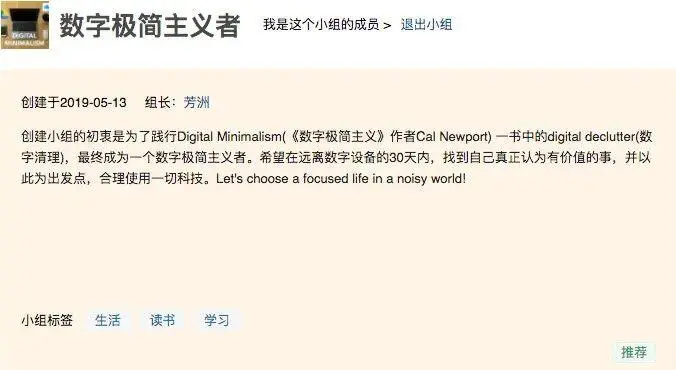 DIGITAL
MINIMALISM
数字极简主义者
我是这个小组的成员 > 退出小组
创建于2019-05-13 组长：芳洲
创建小组的初衷是为了践行Digital Minimalism(《数字极简主义》作者Cal Newport) 一书中的digital declutter(数
字清理)，最终成为一个数字极简主义者。希望在远离数字设备的30天内，找到自己真正认为有价值的事，并以
此为出发点，合理使用一切科技。Let's choose a focused life in a noisy world!
小组标签 生活 读书 学习
推荐